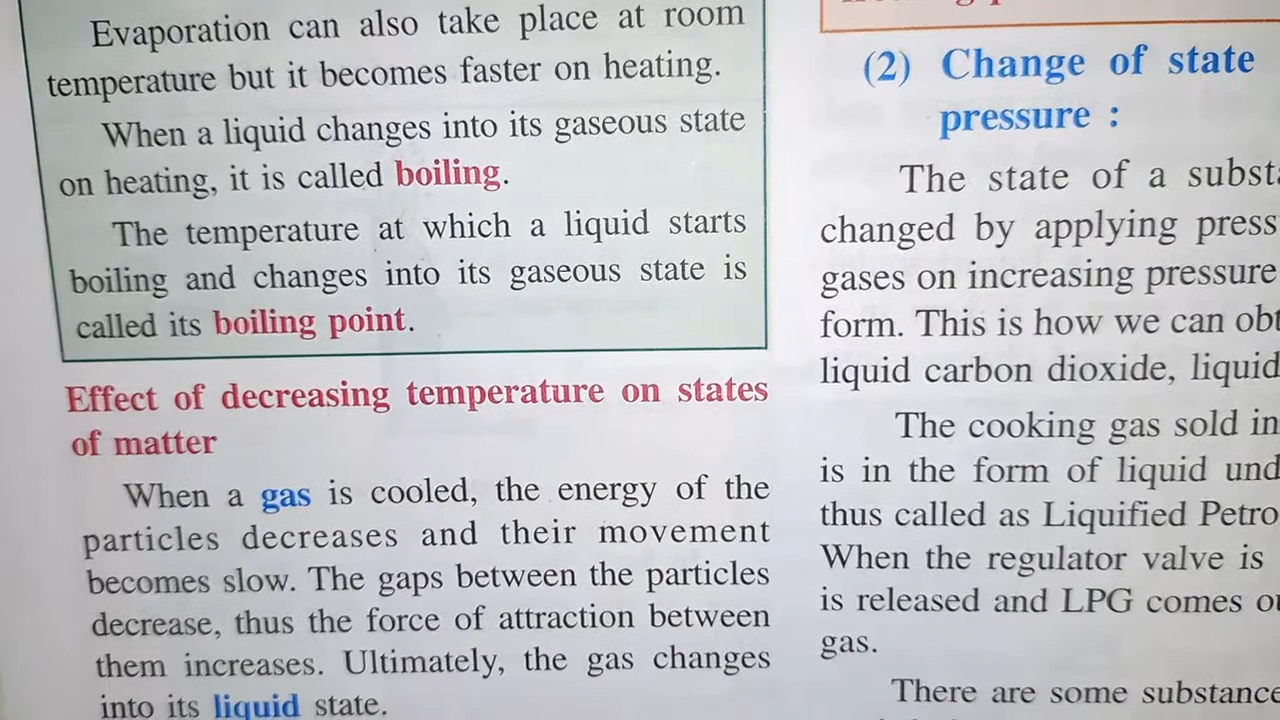 Evaporation can also take place at room
temperature but it becomes faster on heating.
When a liquid changes into its gaseous state
on heating, it is called boiling.
The temperature at which a liquid starts
boiling and changes into its gaseous state is
called its boiling point.
Effect of decreasing temperature on states
of matter
When a gas is cooled, the energy of the
particles decreases and their movement
becomes slow. The gaps between the particles
decrease, thus the force of attraction between
them increases. Ultimately, the gas changes
into its liquid state.
(2) Change of state
pressure :
The state of a
changed by applying
gases on increasing pressure
form. This is how we can
liquid carbon dioxide, liquid
The cooking gas sold in
is in the form of liquid
thus called as Liquified
When the regulator valve is
is released and LPG comes
gas.
There are some